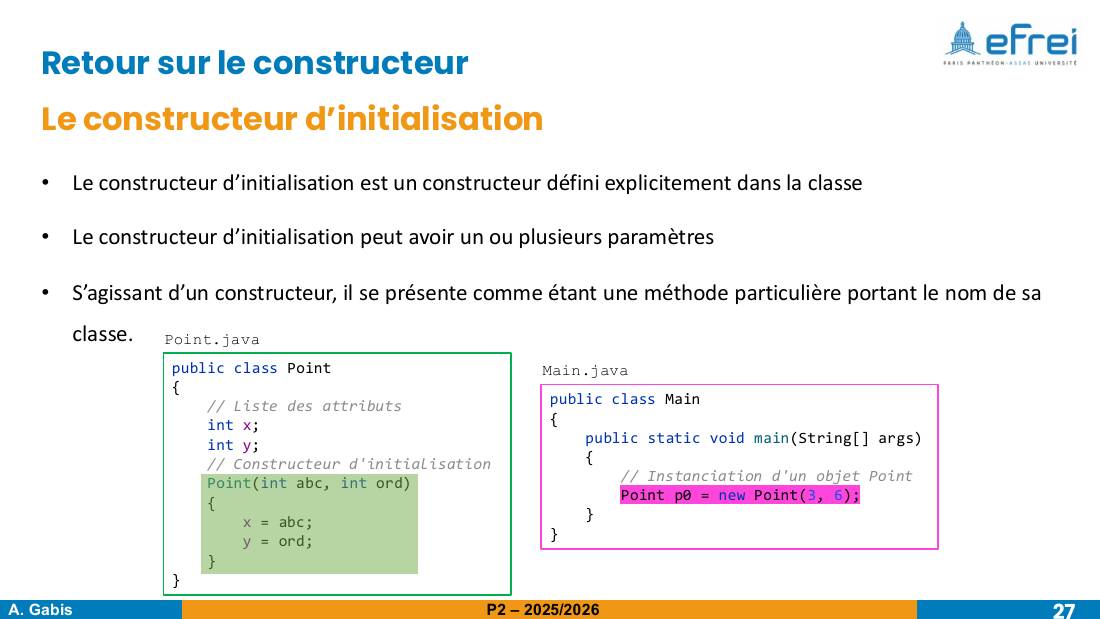 efrei
PARIS PANTHÉON-ASSAS UNIVERSITÉ
Retour sur le constructeur
Le constructeur d’initialisation
• Le constructeur d’initialisation est un constructeur défini explicitement dans la classe
• Le constructeur d’initialisation peut avoir un ou plusieurs paramètres
• S’agissant d’un constructeur, il se présente comme étant une méthode particulière portant le nom de sa
classe.
Point.java
public class Point
{
    // Liste des attributs
    int x;
    int y;
    // Constructeur d'initialisation
    Point(int abc, int ord)
    {
        x = abc;
        y = ord;
    }
}
Main.java
public class Main
{
    public static void main(String[] args)
    {
        // Instanciation d'un objet Point
        Point p0 = new Point(3, 6);
    }
}
A. Gabis
P2 – 2025/2026
27